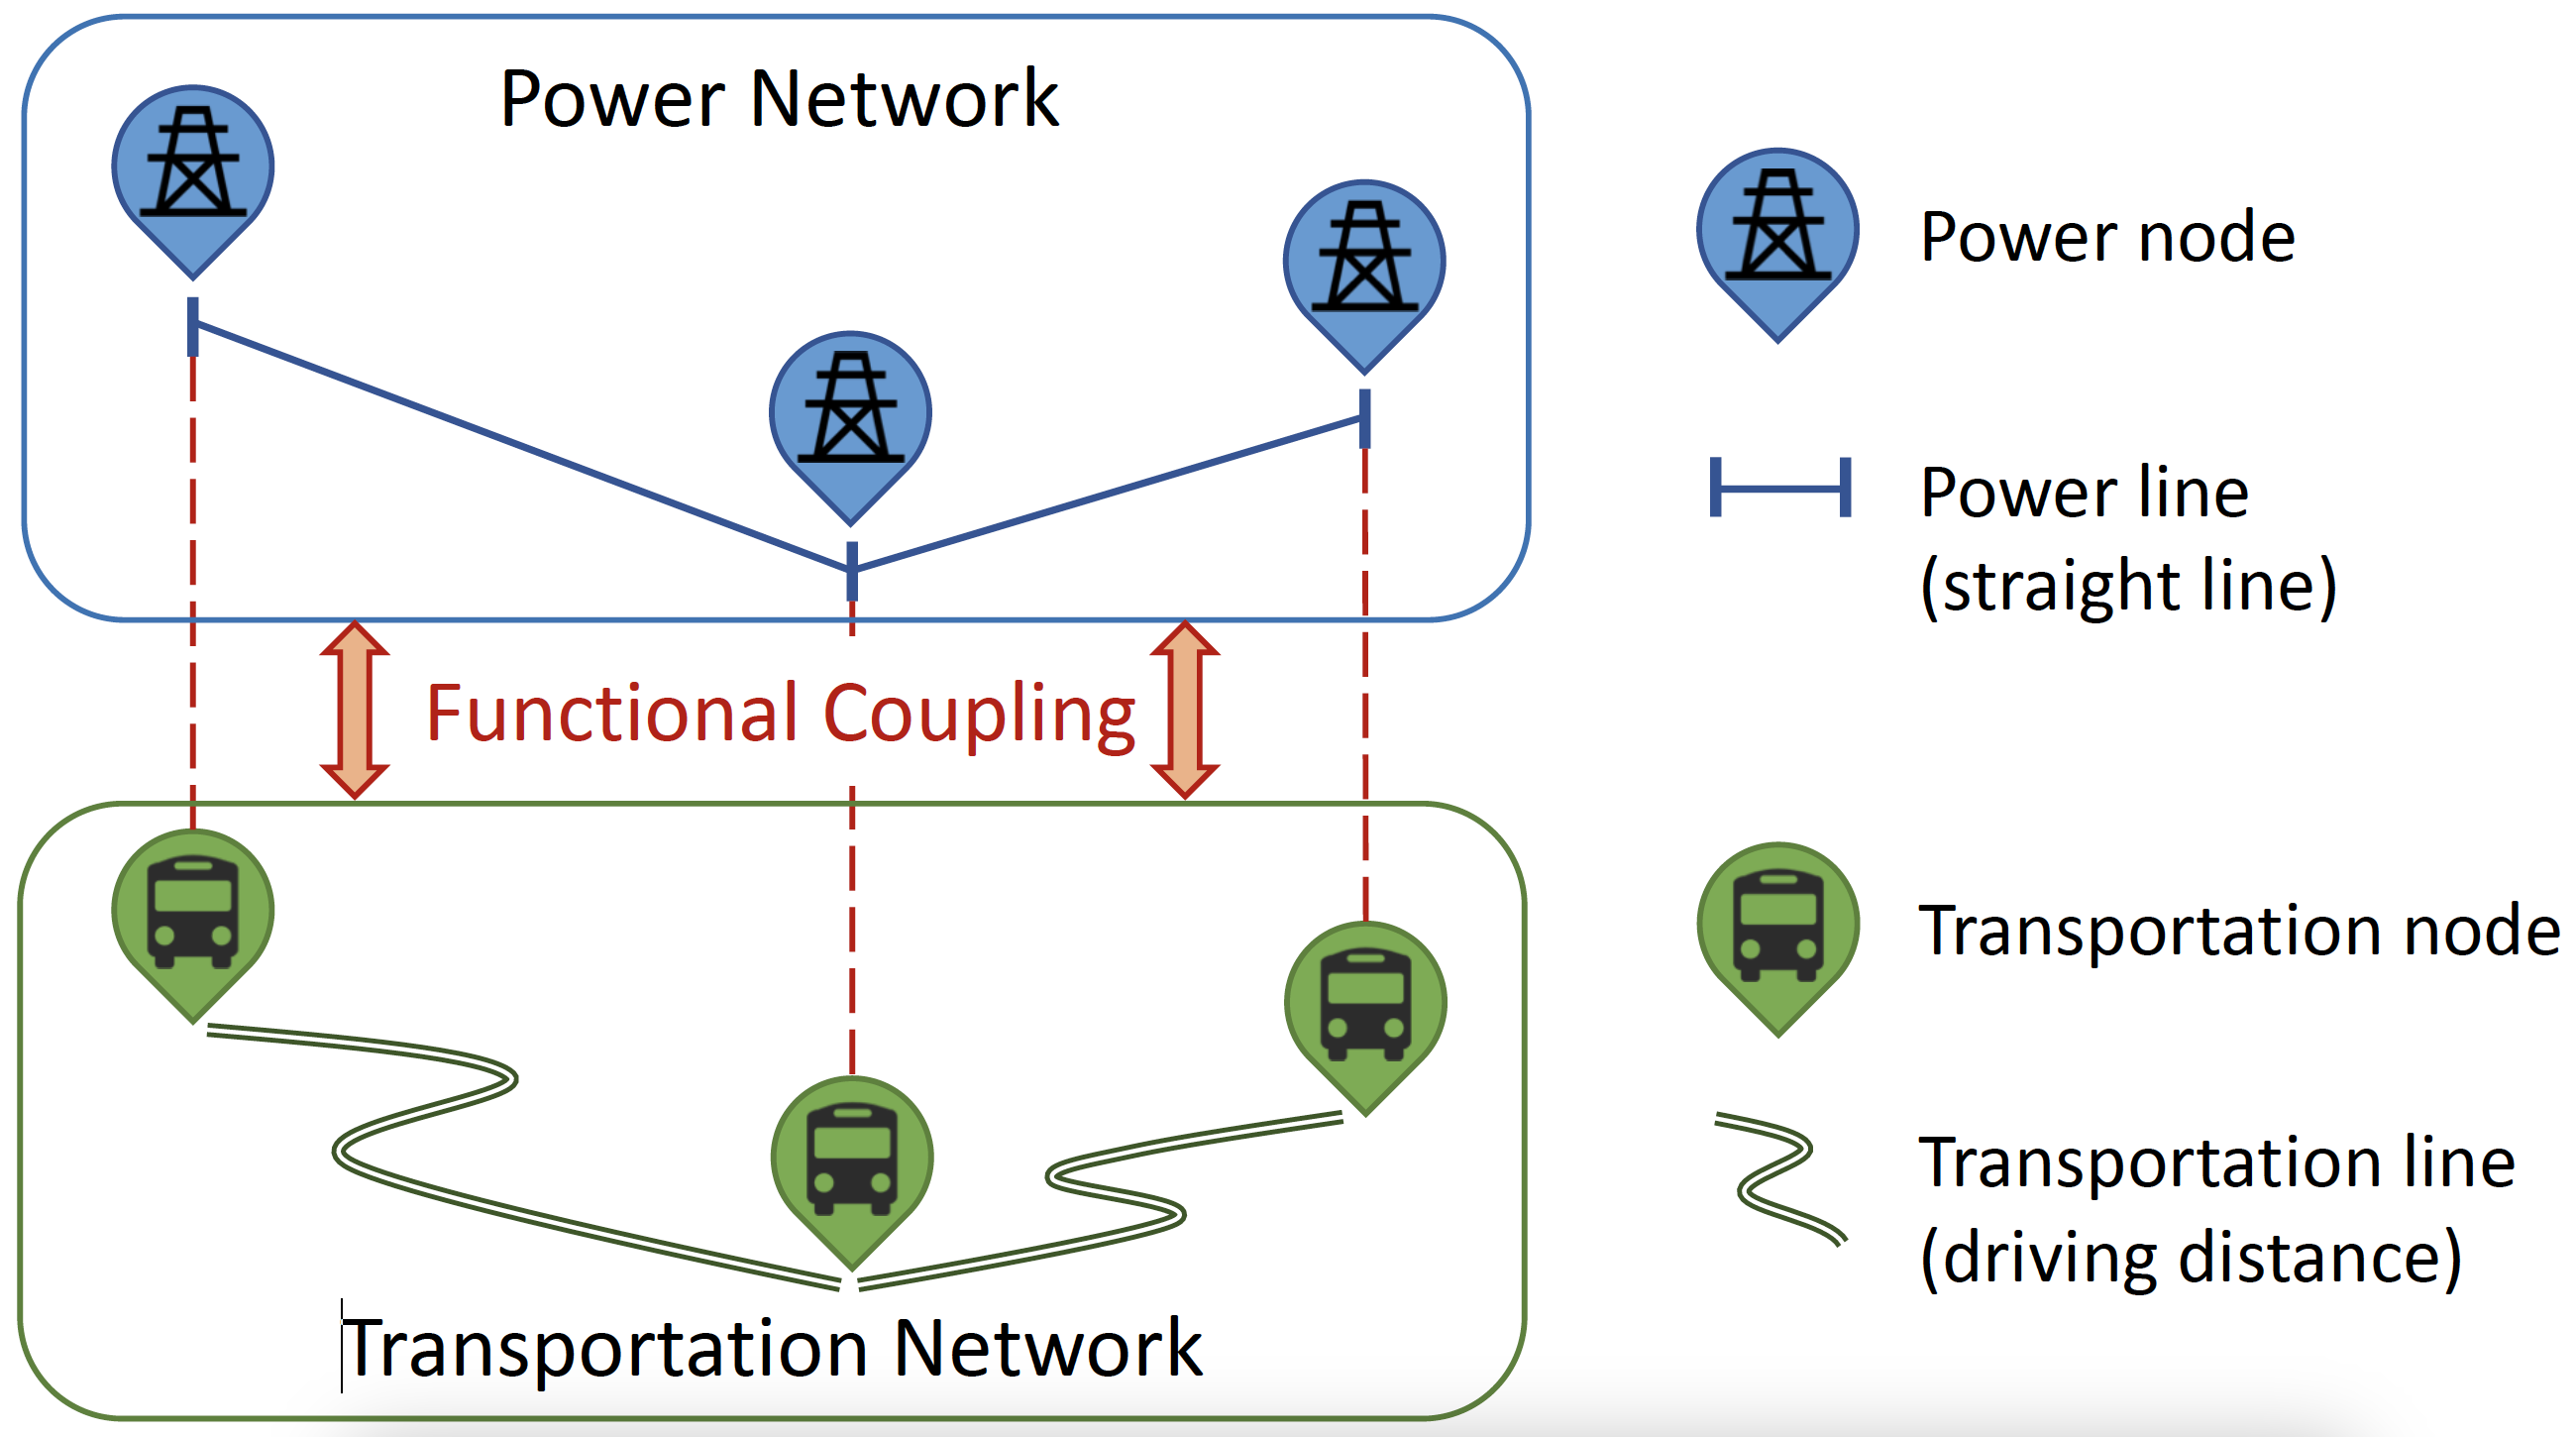 Power Network
Functional Coupling
Transportation Network
Power node
Power line
(straight line)
Transportation node
Transportation line
(driving distance)